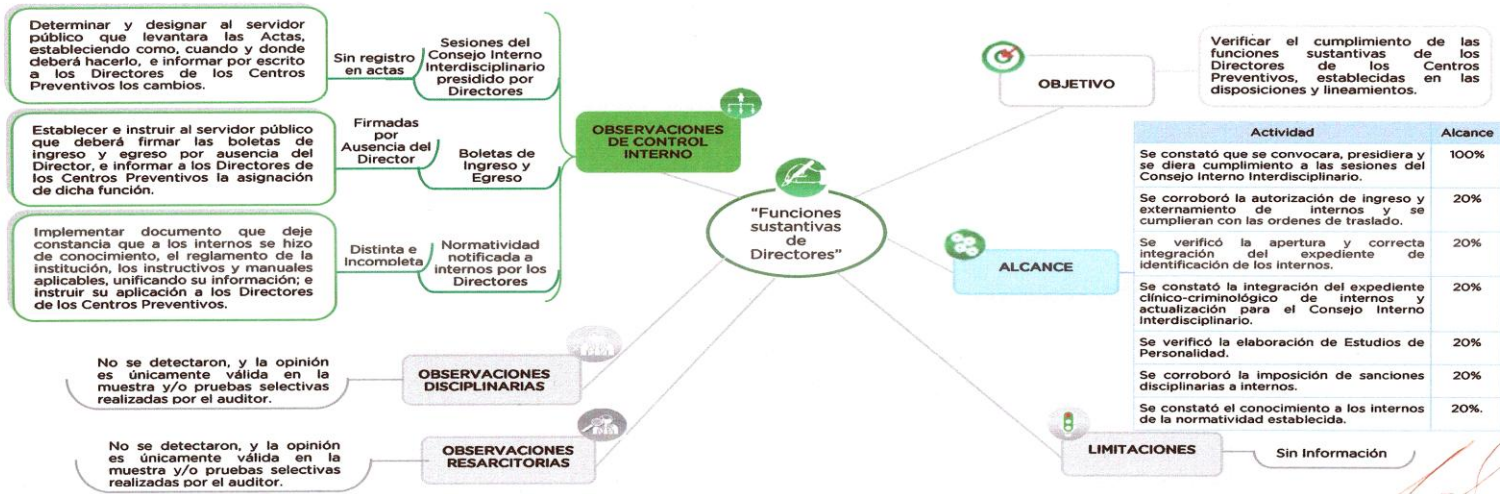 Determinar y designar al servidor
público que levantara las Actas,
estableciendo como, cuando y donde
deberá hacerlo, e informar por escrito
a los Directores de los Centros
Preventivos los cambios.
Sin registro
en actas
Sesiones del
Consejo Interno
Interdisciplinario
presidido por
Directores
Establecer e instruir al servidor público
que deberá firmar las boletas de
ingreso y egreso por ausencia del
Director, e informar a los Directores de
los Centros Preventivos la asignación
de dicha función.
Firmadas
por
Ausencia del
Director
Boletas de
Ingreso y
Egreso
Implementar documento que deje
constancia que a los internos se hizo
de conocimiento, el reglamento de la
institución, los instructivos y manuales
aplicables, unificando su información; e
instruir su aplicación a los Directores
de los Centros Preventivos.
Distinta e
Incompleta
Normatividad
notificada a
internos por los
Directores
OBSERVACIONES
DE CONTROL
INTERNO
No se detectaron, y la opinión
es únicamente válida en la
muestra y/o pruebas selectivas
realizadas por el auditor.
OBSERVACIONES
DISCIPLINARIAS
No se detectaron, y la opinión
es únicamente válida en la
muestra y/o pruebas selectivas
realizadas por el auditor.
OBSERVACIONES
RESARCITORIAS
"Funciones
sustantivas
de
Directores"
OBJETIVO
Verificar el cumplimiento de las
funciones sustantivas de los
Directores de los Centros
Preventivos, establecidas en las
disposiciones y lineamientos.
ALCANCE
Actividad Alcance
Se constató que se convocara, presidiera y 100%
se diera cumplimiento a las sesiones del
Consejo Interno Interdisciplinario.
Se corroboró la autorización de ingreso y 20%
externamiento de internos y se
cumplieran con las ordenes de traslado.
Se verificó la apertura y correcta 20%
integración del expediente de
identificación de los internos.
Se constató la integración del expediente 20%
clínico-criminológico de internos y
actualización para el Consejo Interno
Interdisciplinario.
Se verificó la elaboración de Estudios de 20%
Personalidad.
Se corroboró la imposición de sanciones 20%
disciplinarias a internos.
Se constató el conocimiento a los internos 20%.
de la normatividad establecida.
LIMITACIONES
Sin Información